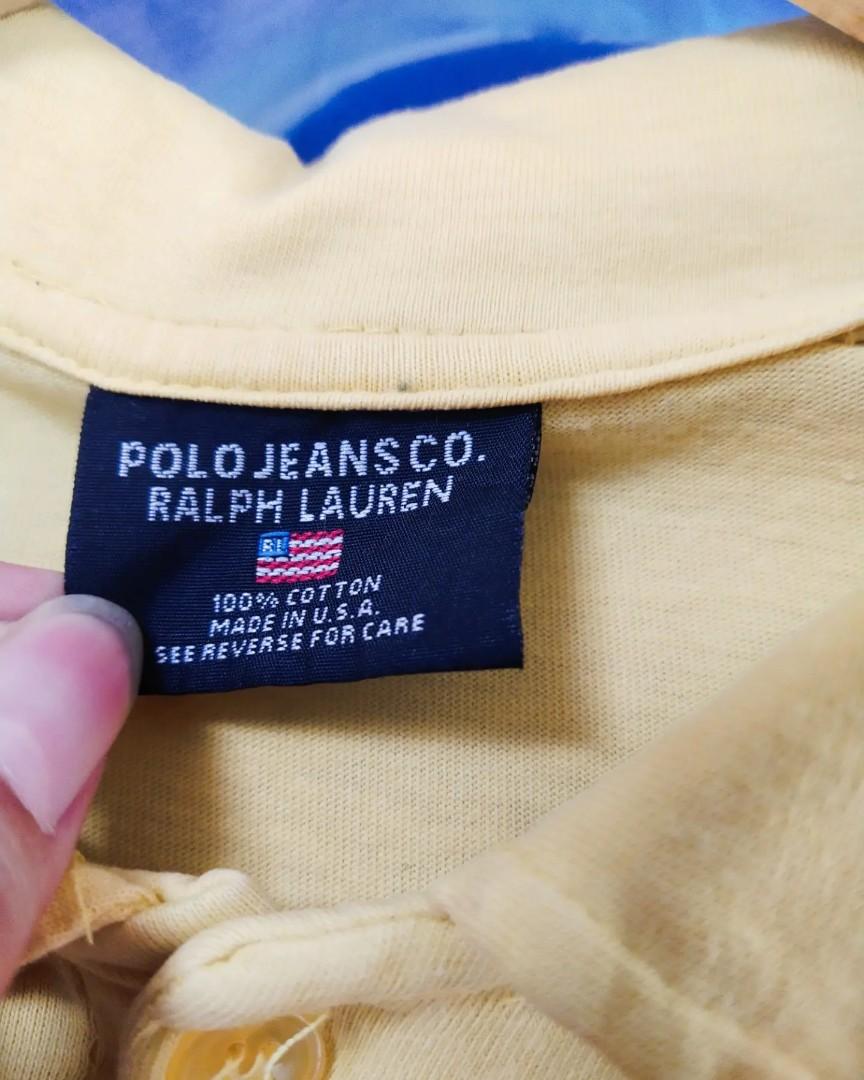 POLO JEANS CO.
RALPH LAUREN
RL
100% COTTON
MADE IN U.S.A.
SEE REVERSE FOR CARE